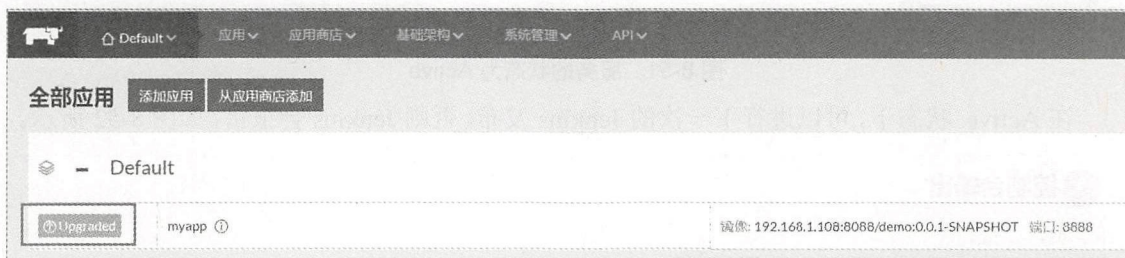 Default 应用 应用商店 基础架构 系统管理 API
全部应用 添加应用 从应用商店添加
Default
Upgraded myapp 镜像: 192.168.1.108:8088/demo:0.0.1-SNAPSHOT 端口: 8888